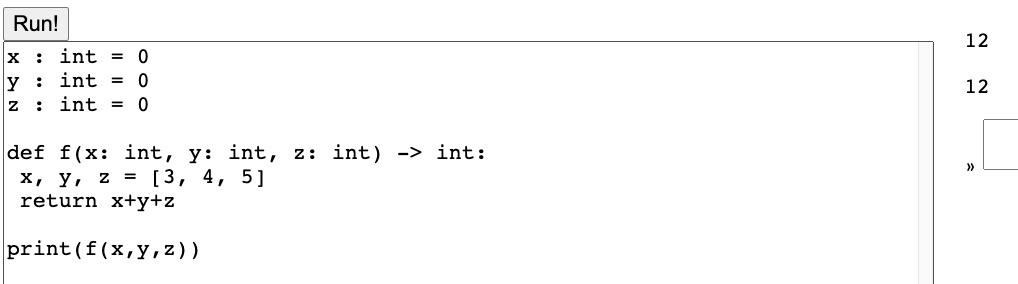 Run!
x : int = 0
y : int = 0
z : int = 0
def f(x: int, y: int, z: int) -> int:
 x, y, z = [3, 4, 5]
 return x+y+z
print(f(x,y,z))
12
12
»